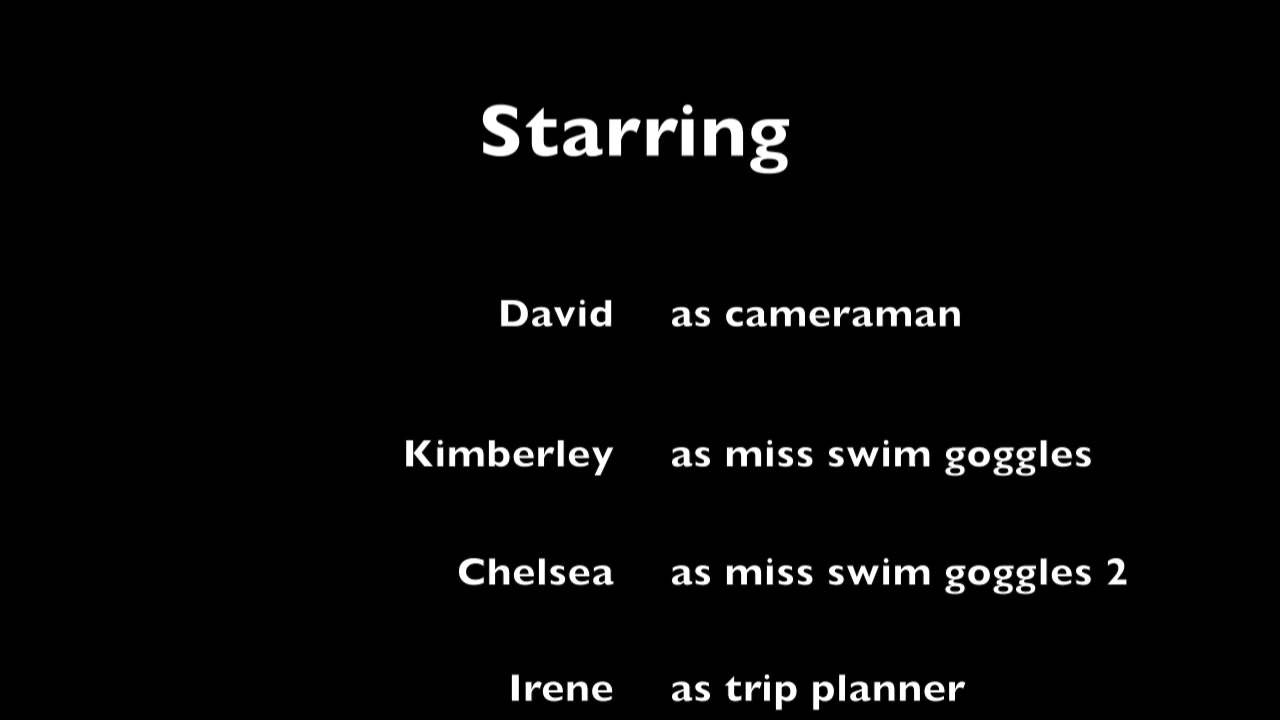 Starring
David as cameraman
Kimberley as miss swim goggles
Chelsea as miss swim goggles 2
Irene as trip planner